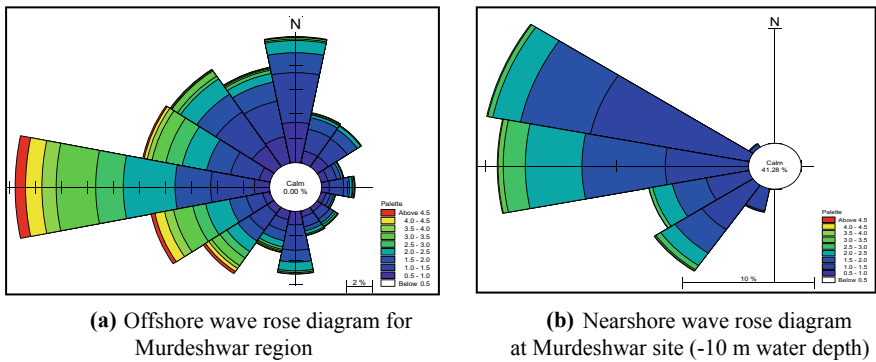 N
Calm
0.00 %
Palette
Above 4.5
4.0 - 4.5
3.5 - 4.0
3.0 - 3.5
2.5 - 3.0
2.0 - 2.5
1.5 - 2.0
1.0 - 1.5
0.5 - 1.0
Below 0.5
2 %
(a) Offshore wave rose diagram for
Murdeshwar region
N
Calm
41.28 %
Palette
Above 4.5
4.0 - 4.5
3.5 - 4.0
3.0 - 3.5
2.5 - 3.0
2.0 - 2.5
1.5 - 2.0
1.0 - 1.5
0.5 - 1.0
Below 0.5
10 %
(b) Nearshore wave rose diagram
at Murdeshwar site (-10 m water depth)